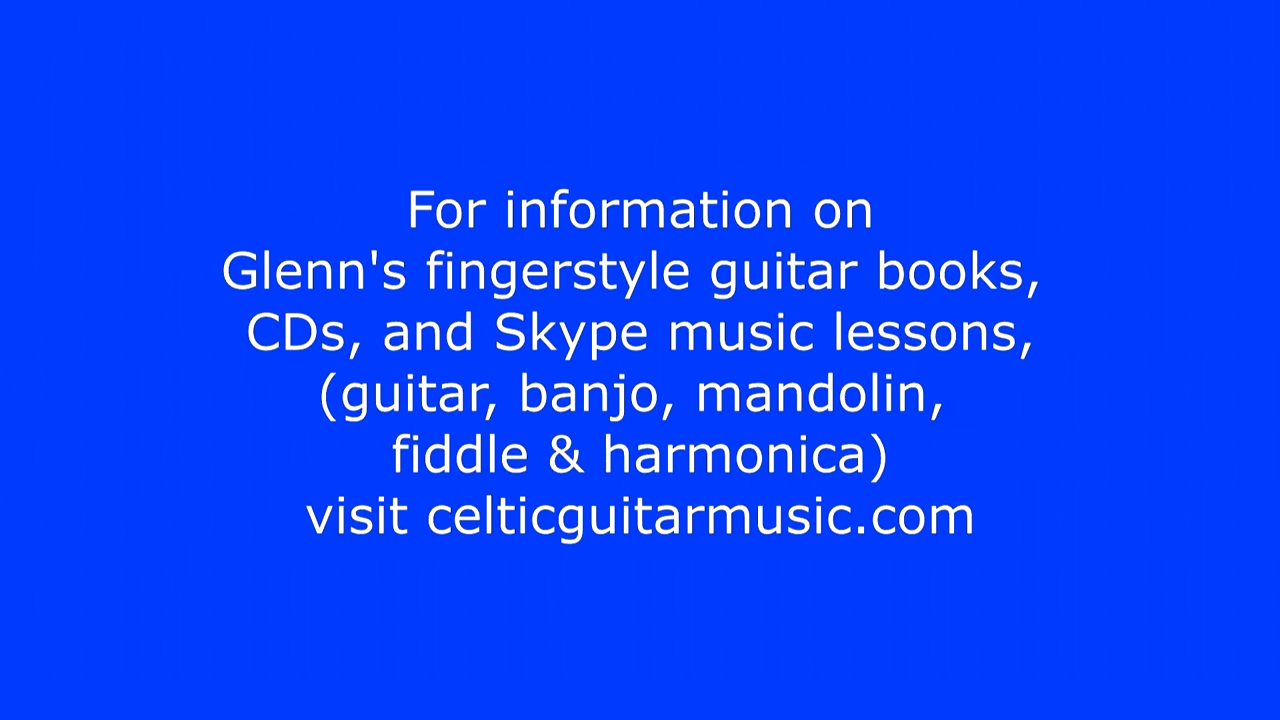 For information on
Glenn's fingerstyle guitar books,
CDs, and Skype music lessons,
(guitar, banjo, mandolin,
fiddle & harmonica)
visit celticguitarmusic.com